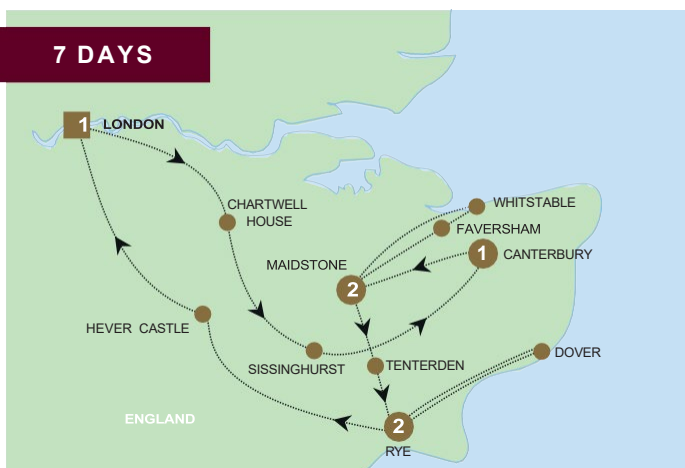 7 DAYS
1 LONDON
CHARTWELL
HOUSE
WHITSTABLE
FAVERSHAM
1 CANTERBURY
MAIDSTONE
2
HEVER CASTLE
SISSINGHURST
TENTERDEN
DOVER
ENGLAND
2
RYE